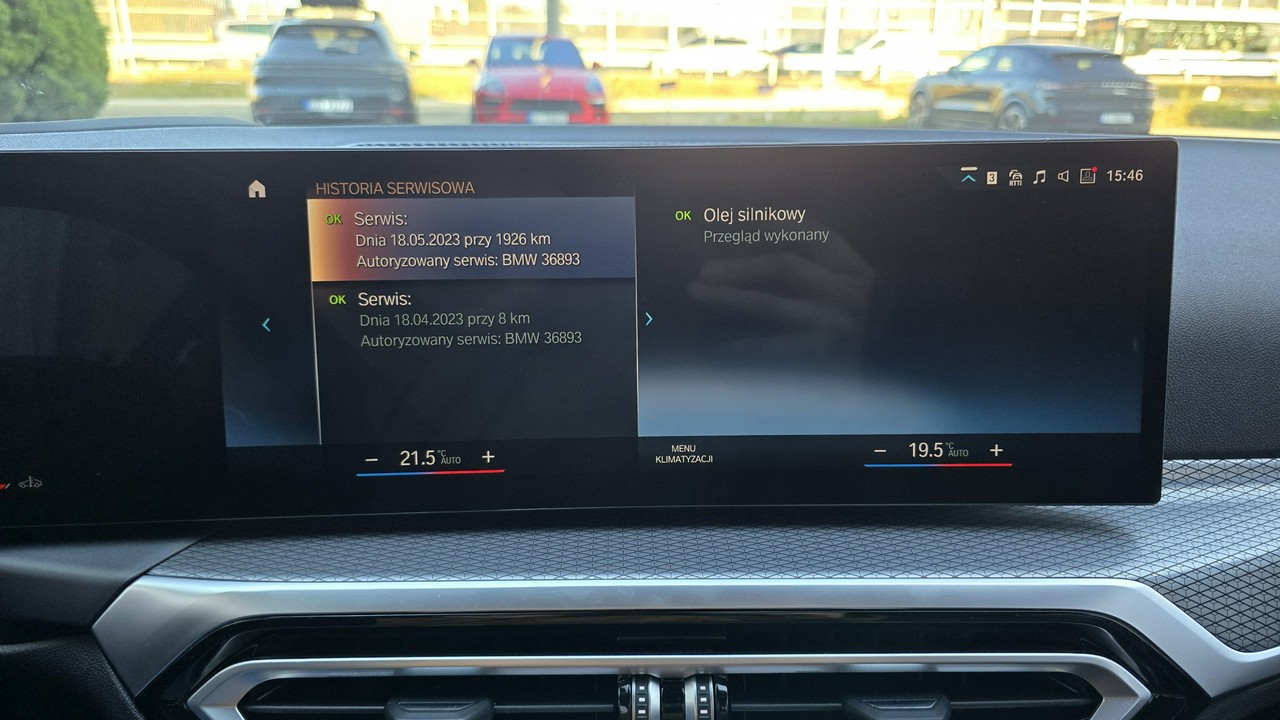 HISTORIA SERWISOWA
3
RTTI
15:46
OK Serwis:
Dnia 18.05.2023 przy 1926 km
Autoryzowany serwis: BMW 36893
OK Serwis:
Dnia 18.04.2023 przy 8 km
Autoryzowany serwis: BMW 36893
OK Olej silnikowy
Przegląd wykonany
− 21.5 °C AUTO +
MENU
KLIMATYZACJI
− 19.5 °C AUTO +